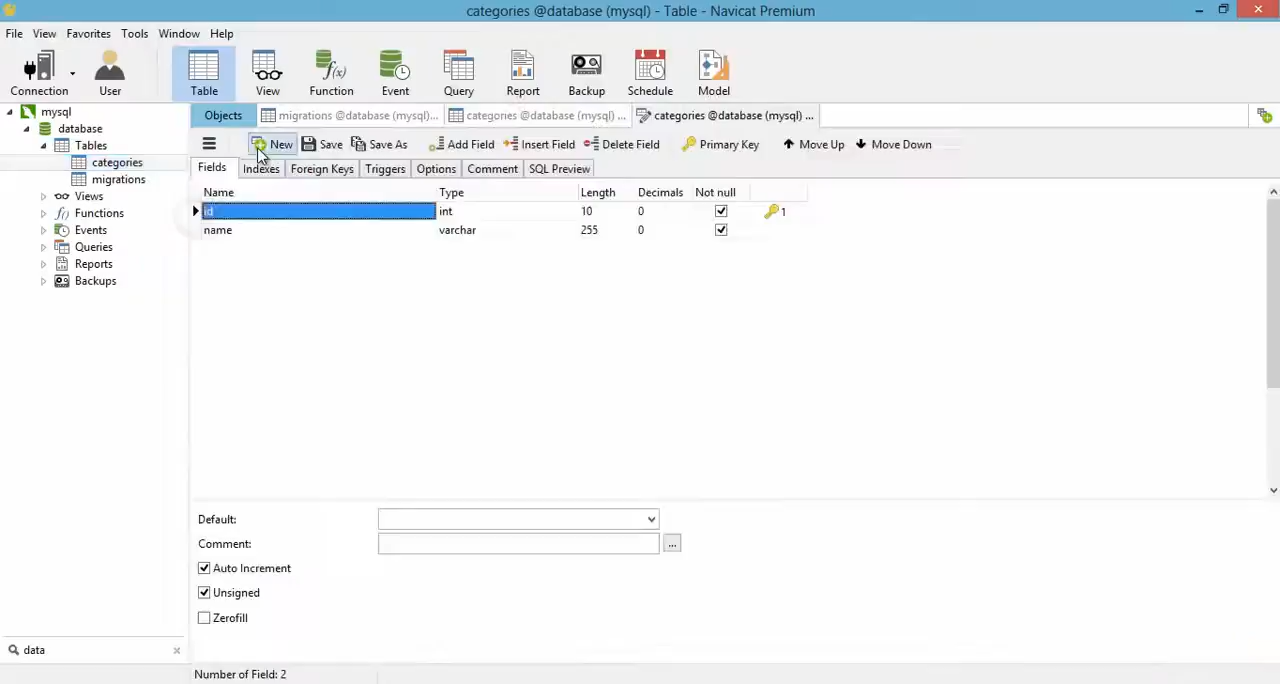 categories @database (mysql) - Table - Navicat Premium
File View Favorites Tools Window Help
Connection User Table View Function Event Query Report Backup Schedule Model
mysql
database
Tables
categories
migrations
Views
Functions
Events
Queries
Reports
Backups
data
Objects migrations @database (mysql)... categories @database (mysql) ... categories @database (mysql) ...
New Save Save As Add Field Insert Field Delete Field Primary Key Move Up Move Down
Fields Indexes Foreign Keys Triggers Options Comment SQL Preview
Name Type Length Decimals Not null
id int 10 0 1
name varchar 255 0
Default:
Comment: ...
Auto Increment
Unsigned
Zerofill
Number of Field: 2